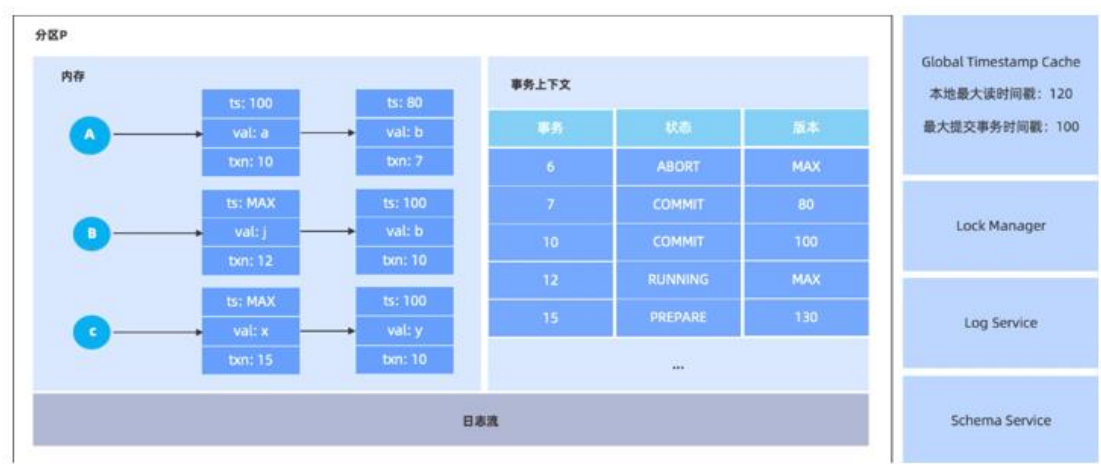 分区P
内存
A
ts: 100
val: a
txn: 10
ts: 80
val: b
txn: 7
B
ts: MAX
val: j
txn: 12
ts: 100
val: b
txn: 10
C
ts: MAX
val: x
txn: 15
ts: 100
val: y
txn: 10
事务上下文
事务 状态 版本
6 ABORT MAX
7 COMMIT 80
10 COMMIT 100
12 RUNNING MAX
15 PREPARE 130
...
日志流
Global Timestamp Cache
本地最大读时间戳：120
最大提交事务时间戳：100
Lock Manager
Log Service
Schema Service